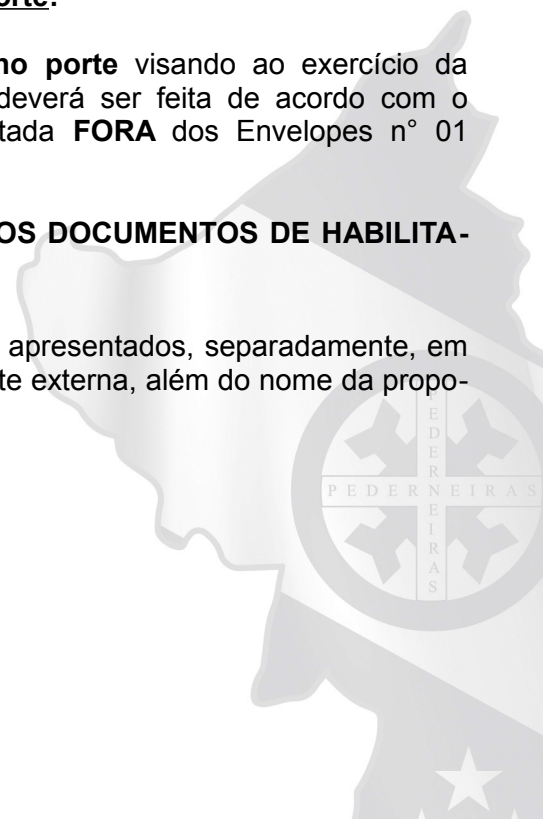 orte:
no porte visando ao exercício da
deverá ser feita de acordo com o
tada FORA dos Envelopes n° 01
OS DOCUMENTOS DE HABILITA-
apresentados, separadamente, em
te externa, além do nome da propo-
PEDERNEIRAS
PEDERNEIRAS